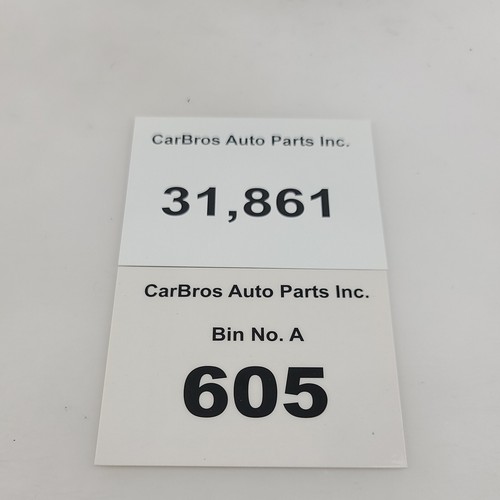 CarBros Auto Parts Inc.
31,861
CarBros Auto Parts Inc.
Bin No. A
605